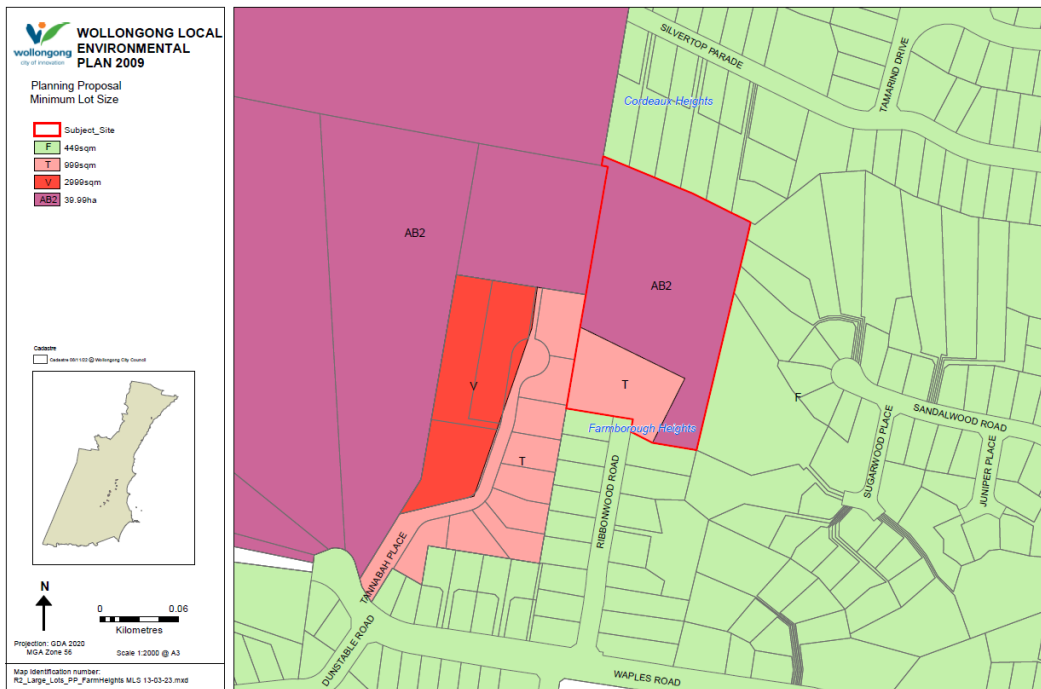 WOLLONGONG LOCAL
ENVIRONMENTAL
PLAN 2009
wollongong
city of innovation
Planning Proposal
Minimum Lot Size
Subject_Site
F 449sqm
T 999sqm
V 2999sqm
AB2 39.99ha
Cadastre
Cadastre 09/11/22 @ Wollongong City Council
N
0 0.06
Kilometres
Projection: GDA 2020
MGA Zone 56
Scale 1:2000 @ A3
Map Identification number:
R2_Large_Lots_PP_FarmHeights MLS 13-03-23.mxd
SILVERTOP PARADE
TAMARIND DRIVE
Cordeaux Heights
AB2
AB2
V
T
T
F
Farmborough Heights
SANDALWOOD ROAD
SUGARWOOD PLACE
JUNIPER PLACE
RIBBONWOOD ROAD
TANNABAH PLACE
DUNSTABLE ROAD
WAPLES ROAD